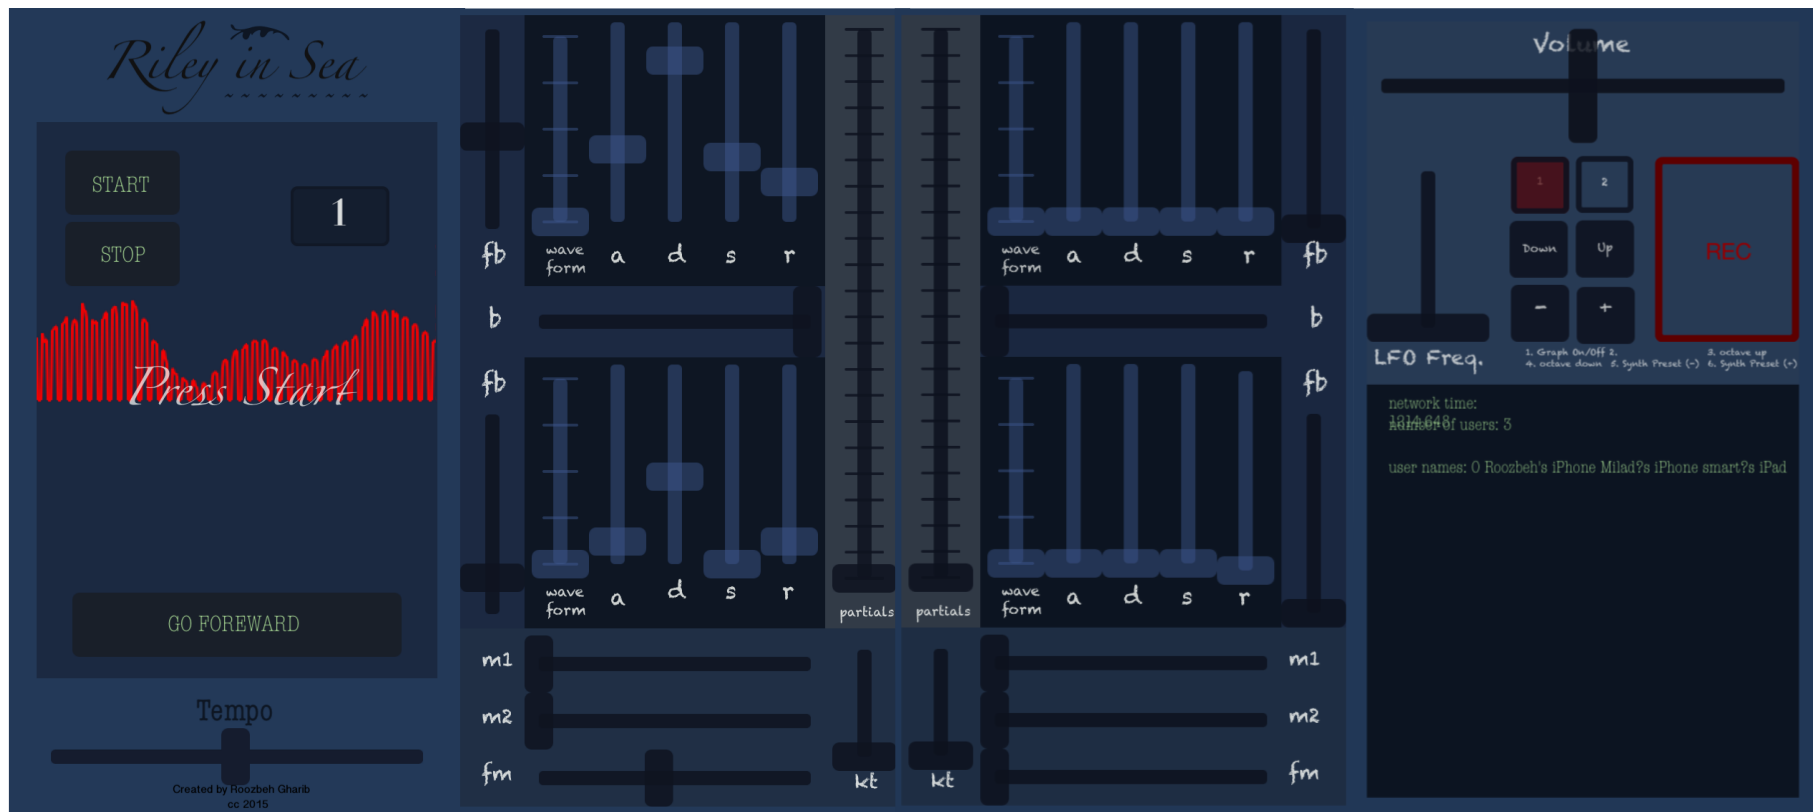 Riley in Sea
~ ~ ~ ~ ~ ~ ~ ~ ~
START
1
STOP
Press Start
GO FOREWARD
Tempo
Created by Roozbeh Gharib
cc 2015
fb
wave form
a
d
s
r
b
fb
wave form
a
d
s
r
partials
m1
m2
fm
kt
wave form
a
d
s
r
fb
b
fb
partials
wave form
a
d
s
r
m1
m2
fm
kt
Volume
1
2
Down
Up
-
+
REC
LFO Freq.
1. Graph On/Off 2.
3. octave up
4. octave down 5. Synth Preset (-) 6. Synth Preset (+)
network time:
1214.648
number of users: 3
user names: 0 Roozbeh's iPhone Milad?s iPhone smart?s iPad